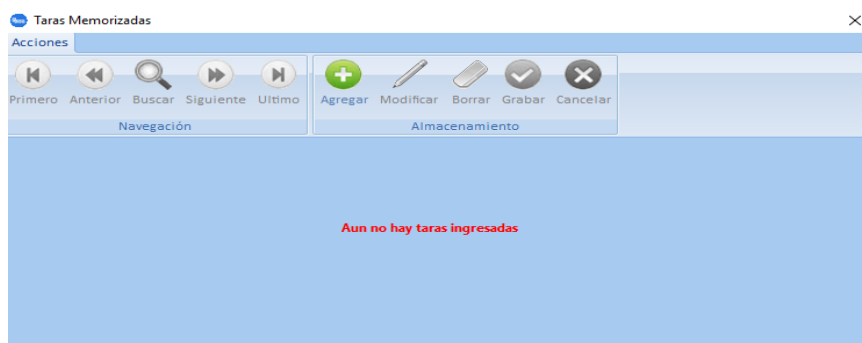 Taras Memorizadas
Acciones
Primero Anterior Buscar Siguiente Ultimo Agregar Modificar Borrar Grabar Cancelar
Navegación Almacenamiento
Aun no hay taras ingresadas